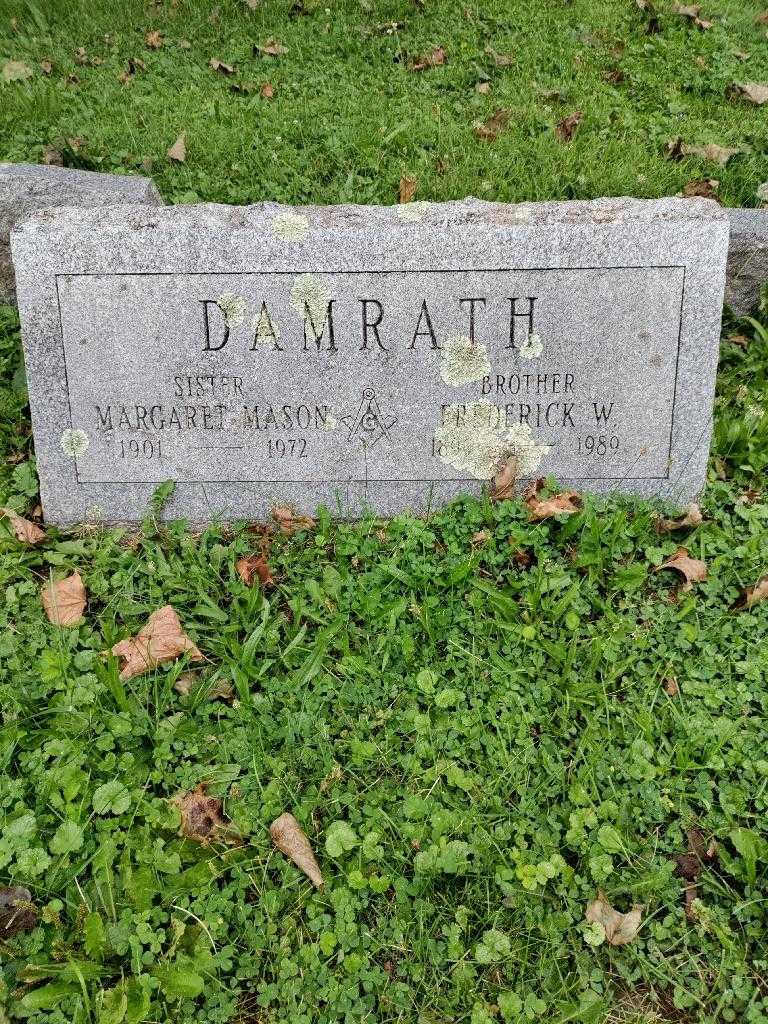 DAMRATH
SISTER
MARGARET MASON
1901 — 1972
G
BROTHER
FREDERICK W.
1989